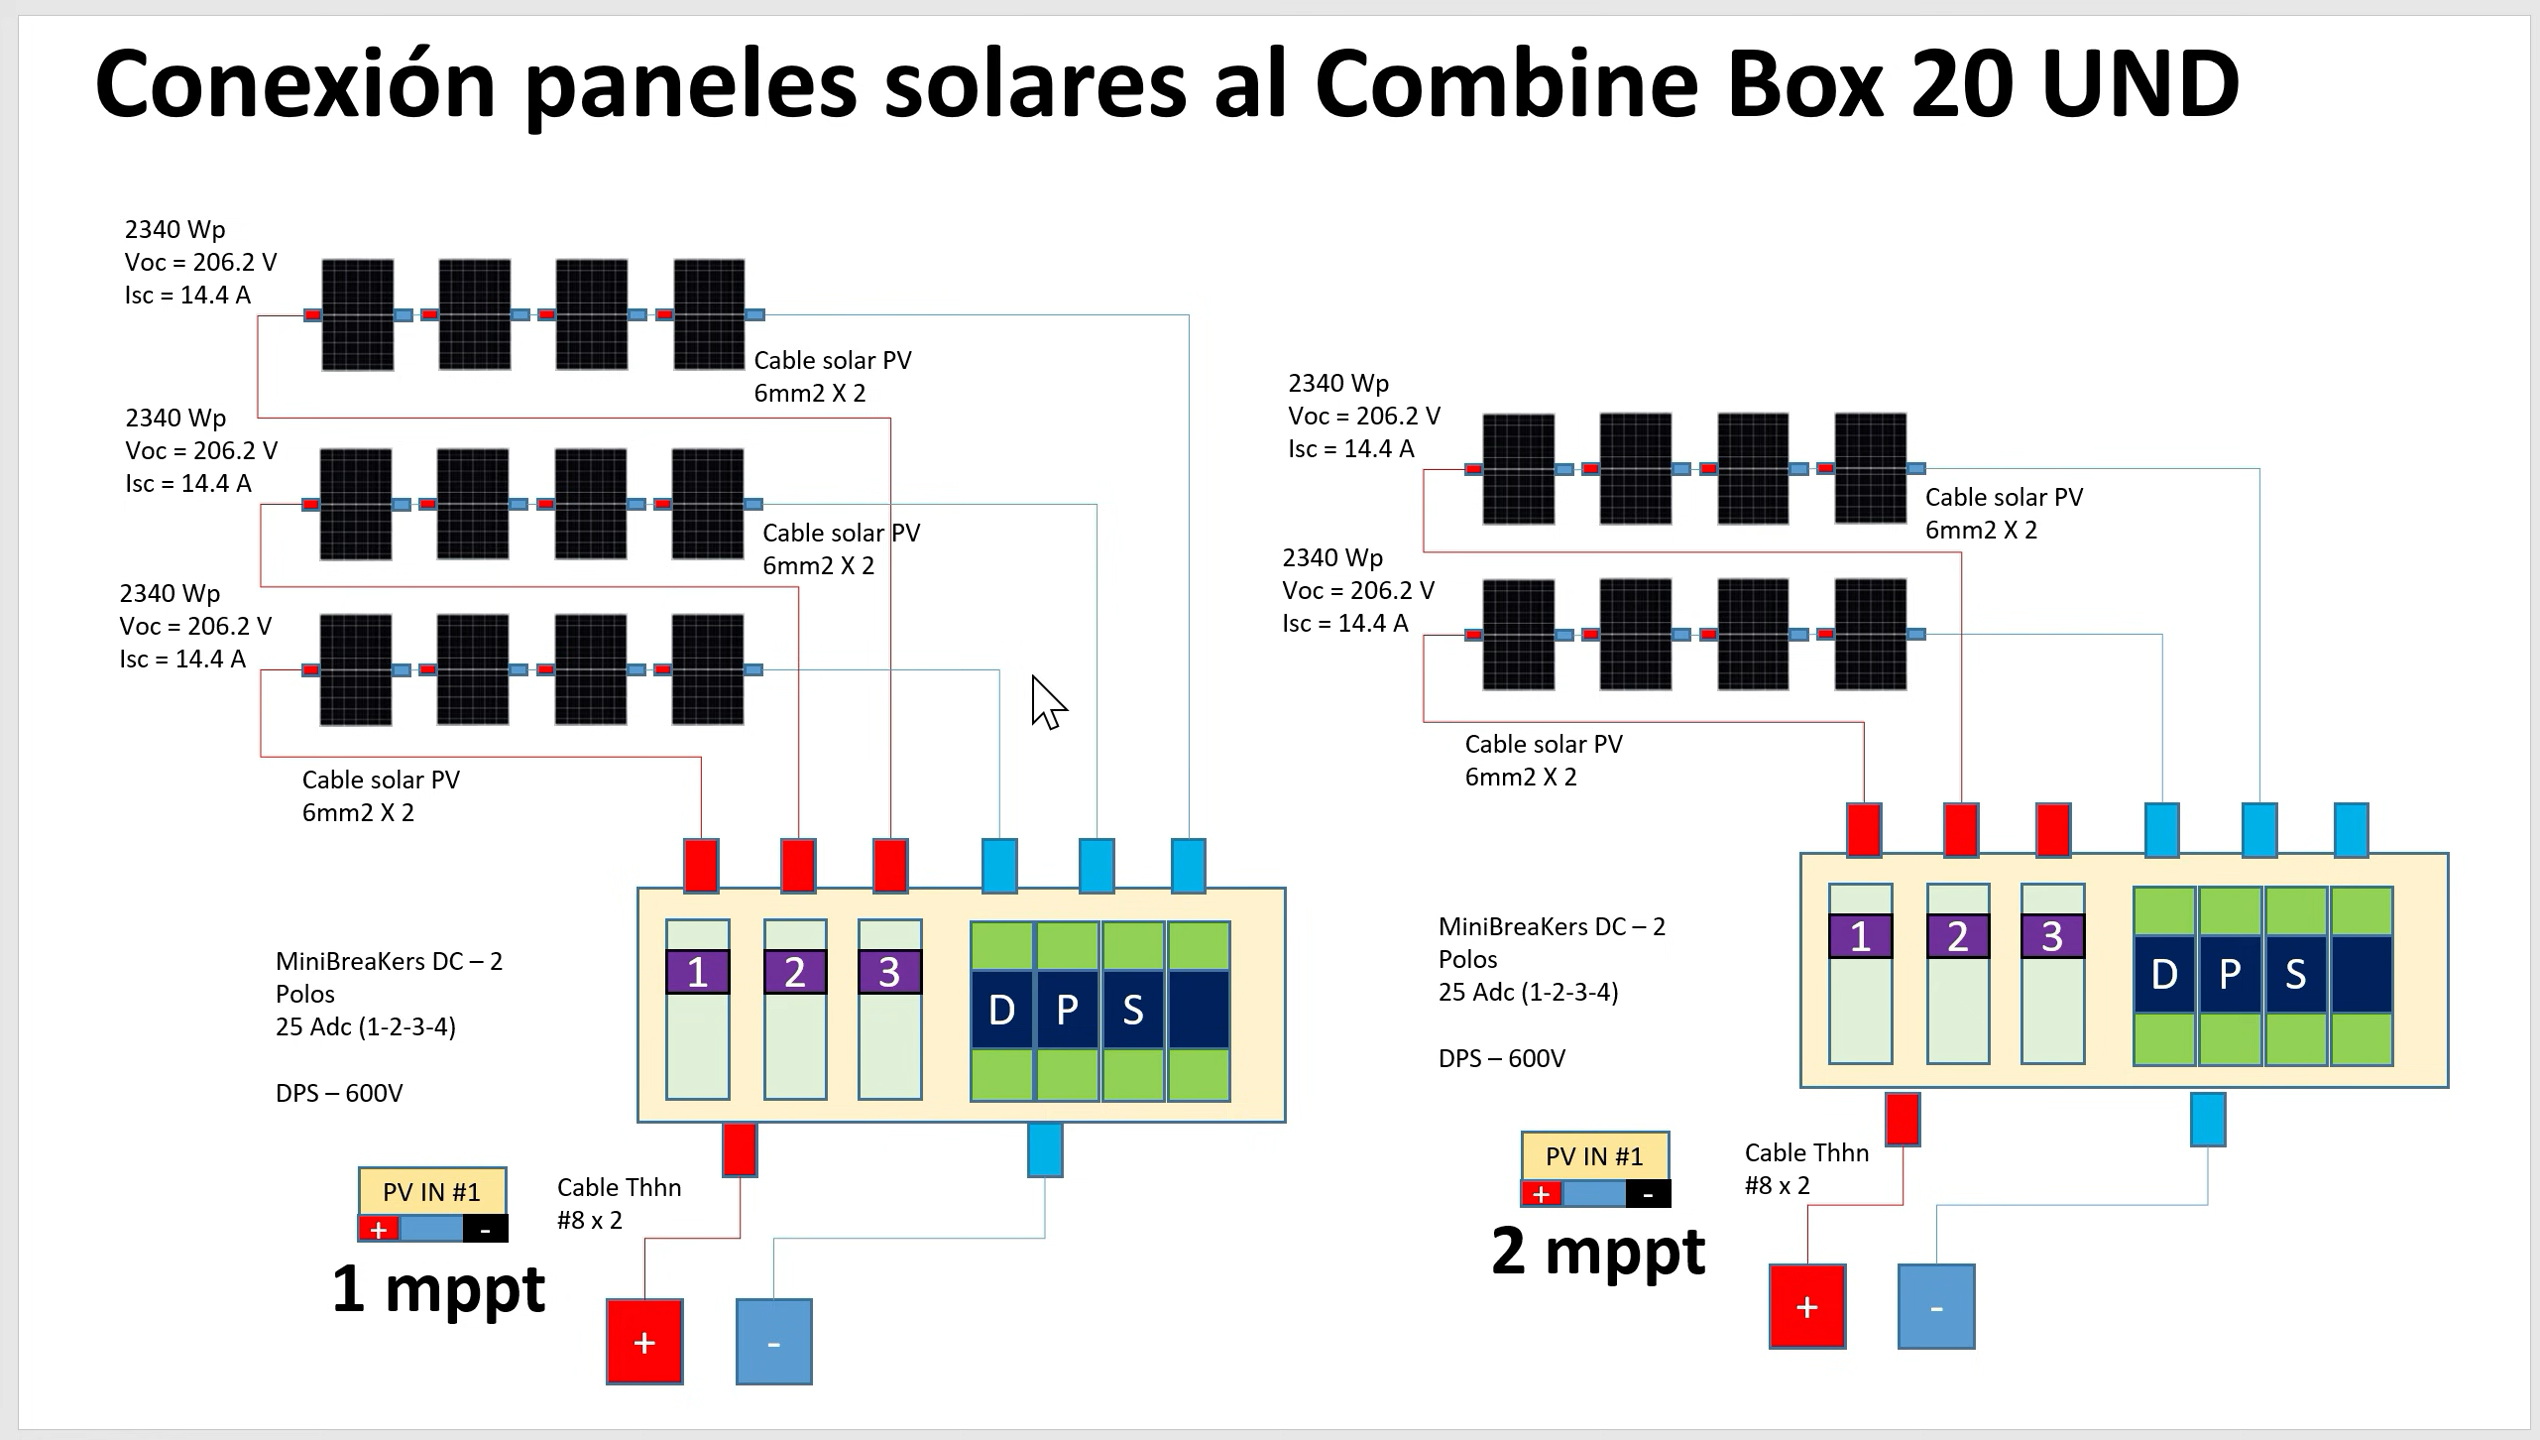 Conexión paneles solares al Combine Box 20 UND
2340 Wp
Voc = 206.2 V
Isc = 14.4 A
Cable solar PV
6mm2 X 2
2340 Wp
Voc = 206.2 V
Isc = 14.4 A
Cable solar PV
6mm2 X 2
2340 Wp
Voc = 206.2 V
Isc = 14.4 A
Cable solar PV
6mm2 X 2
MiniBreaKers DC – 2
Polos
25 Adc (1-2-3-4)
DPS – 600V
1 2 3
D P S
PV IN #1
+ -
1 mppt
Cable Thhn
#8 x 2
+ -
2340 Wp
Voc = 206.2 V
Isc = 14.4 A
Cable solar PV
6mm2 X 2
2340 Wp
Voc = 206.2 V
Isc = 14.4 A
Cable solar PV
6mm2 X 2
MiniBreaKers DC – 2
Polos
25 Adc (1-2-3-4)
DPS – 600V
1 2 3
D P S
PV IN #1
+ -
2 mppt
Cable Thhn
#8 x 2
+ -